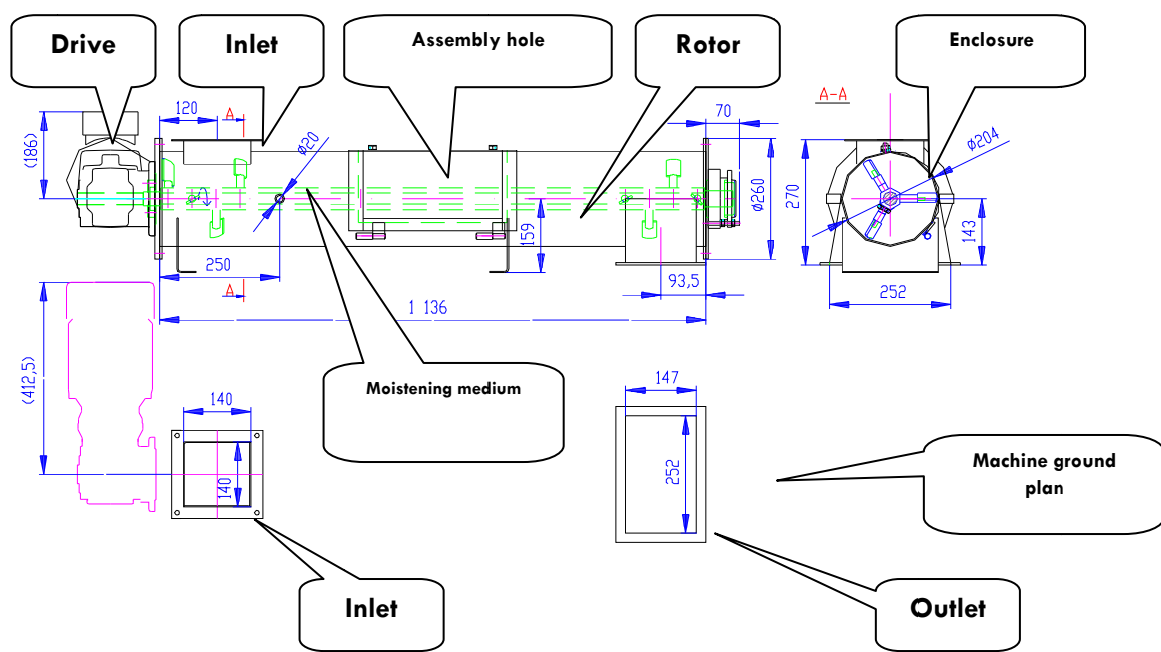 Drive
Inlet
Assembly hole
Rotor
Enclosure
A-A
120
A
70
(186)
ø20
ø204
ø260
270
159
143
250
93,5
A
252
1 136
(412,5)
Moistening medium
147
140
140
252
Machine ground
plan
Inlet
Outlet